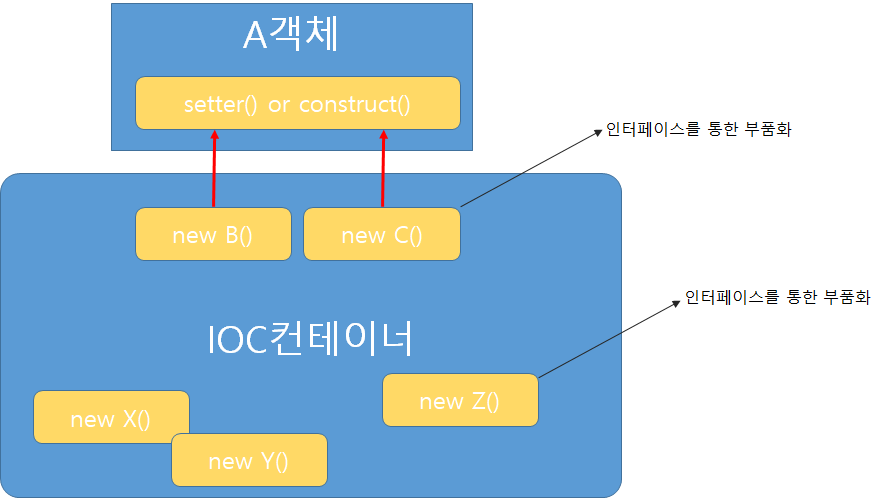 A객체
setter() or construct()
인터페이스를 통한 부품화
new B()
new C()
인터페이스를 통한 부품화
IOC컨테이너
new Z()
new X()
new Y()